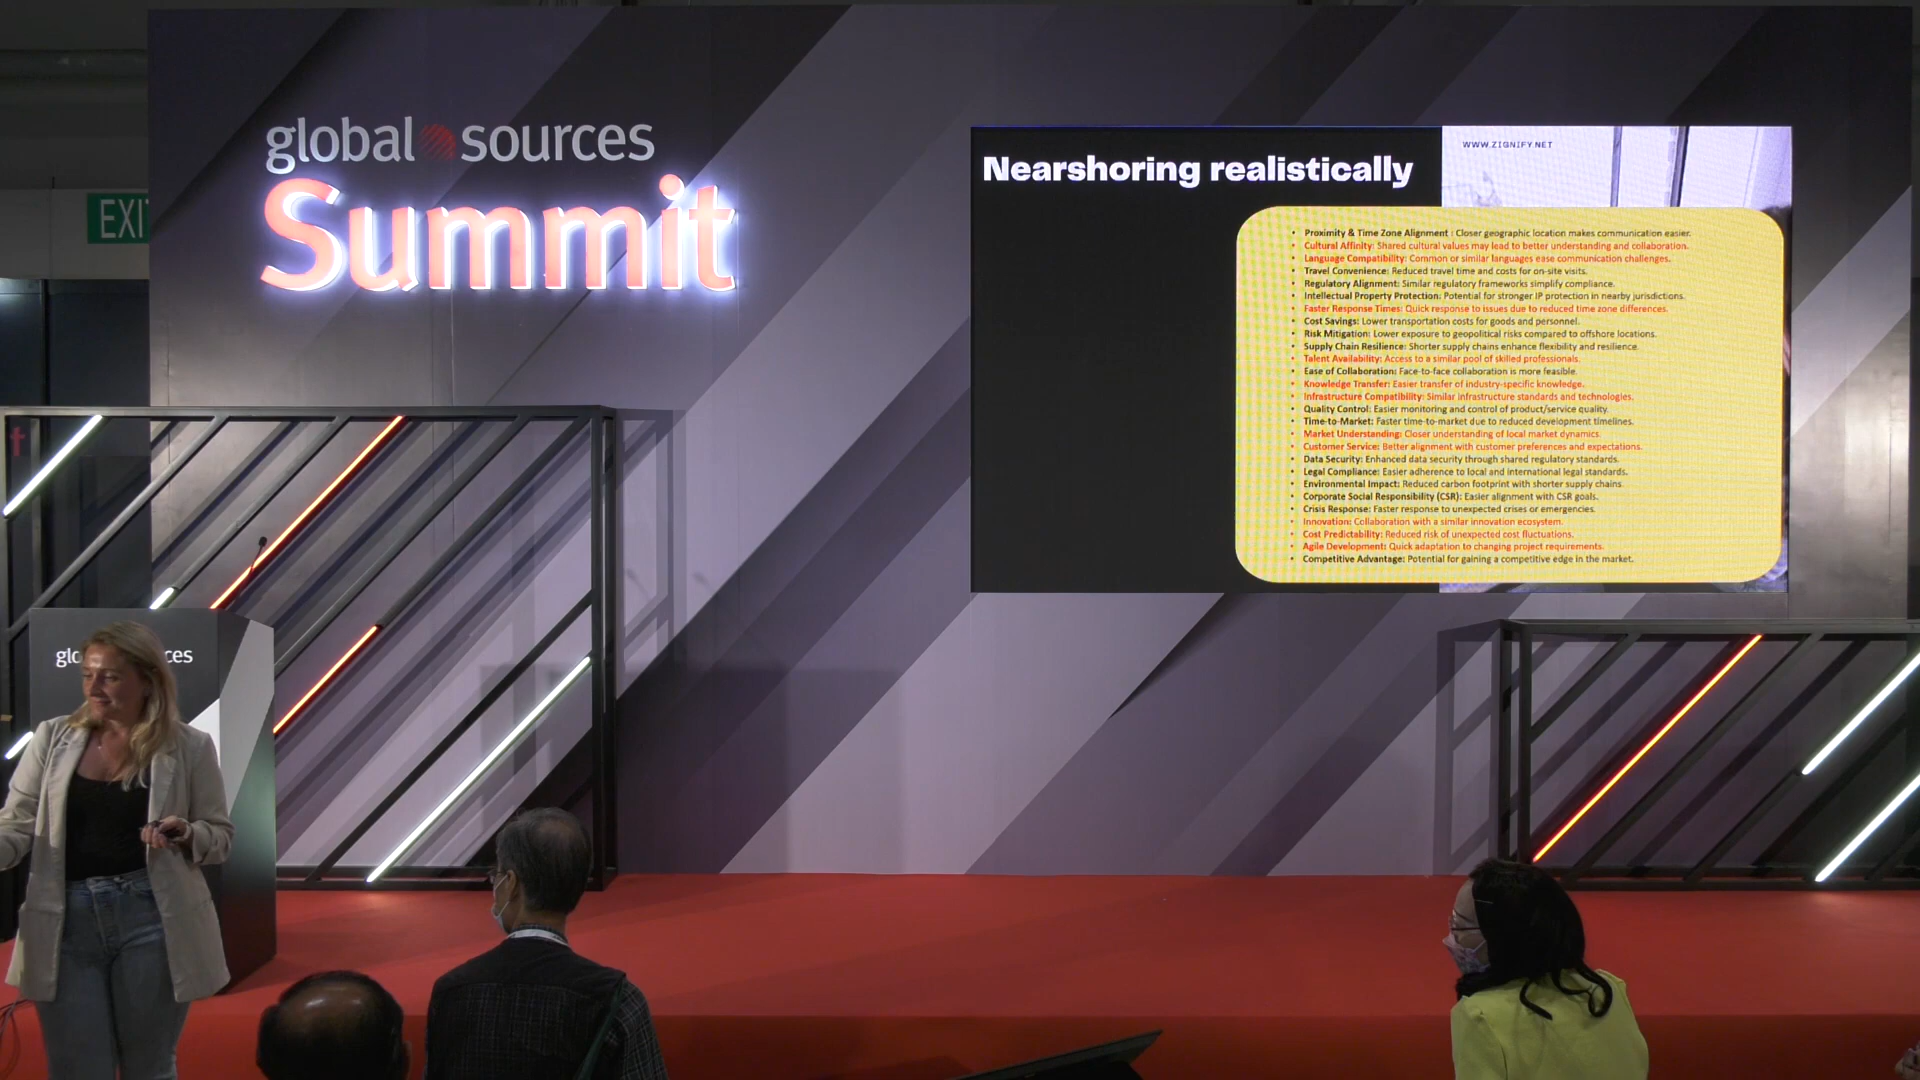 global sources
Summit
EXI
t
glo ces
Nearshoring realistically
WWW.ZIGNIFY.NET
• Proximity & Time Zone Alignment : Closer geographic location makes communication easier.
• Cultural Affinity: Shared cultural values may lead to better understanding and collaboration.
• Language Compatibility: Common or similar languages ease communication challenges.
• Travel Convenience: Reduced travel time and costs for on-site visits.
• Regulatory Alignment: Similar regulatory frameworks simplify compliance.
• Intellectual Property Protection: Potential for stronger IP protection in nearby jurisdictions.
• Faster Response Times: Quick response to issues due to reduced time zone differences.
• Cost Savings: Lower transportation costs for goods and personnel.
• Risk Mitigation: Lower exposure to geopolitical risks compared to offshore locations.
• Supply Chain Resilience: Shorter supply chains enhance flexibility and resilience.
• Talent Availability: Access to a similar pool of skilled professionals.
• Ease of Collaboration: Face-to-face collaboration is more feasible.
• Knowledge Transfer: Easier transfer of industry-specific knowledge.
• Infrastructure Compatibility: Similar infrastructure standards and technologies.
• Quality Control: Easier monitoring and control of product/service quality.
• Time-to-Market: Faster time-to-market due to reduced development timelines.
• Market Understanding: Closer understanding of local market dynamics.
• Customer Service: Better alignment with customer preferences and expectations.
• Data Security: Enhanced data security through shared regulatory standards.
• Legal Compliance: Easier adherence to local and international legal standards.
• Environmental Impact: Reduced carbon footprint with shorter supply chains.
• Corporate Social Responsibility (CSR): Easier alignment with CSR goals.
• Crisis Response: Faster response to unexpected crises or emergencies.
• Innovation: Collaboration with a similar innovation ecosystem.
• Cost Predictability: Reduced risk of unexpected cost fluctuations.
• Agile Development: Quick adaptation to changing project requirements.
• Competitive Advantage: Potential for gaining a competitive edge in the market.